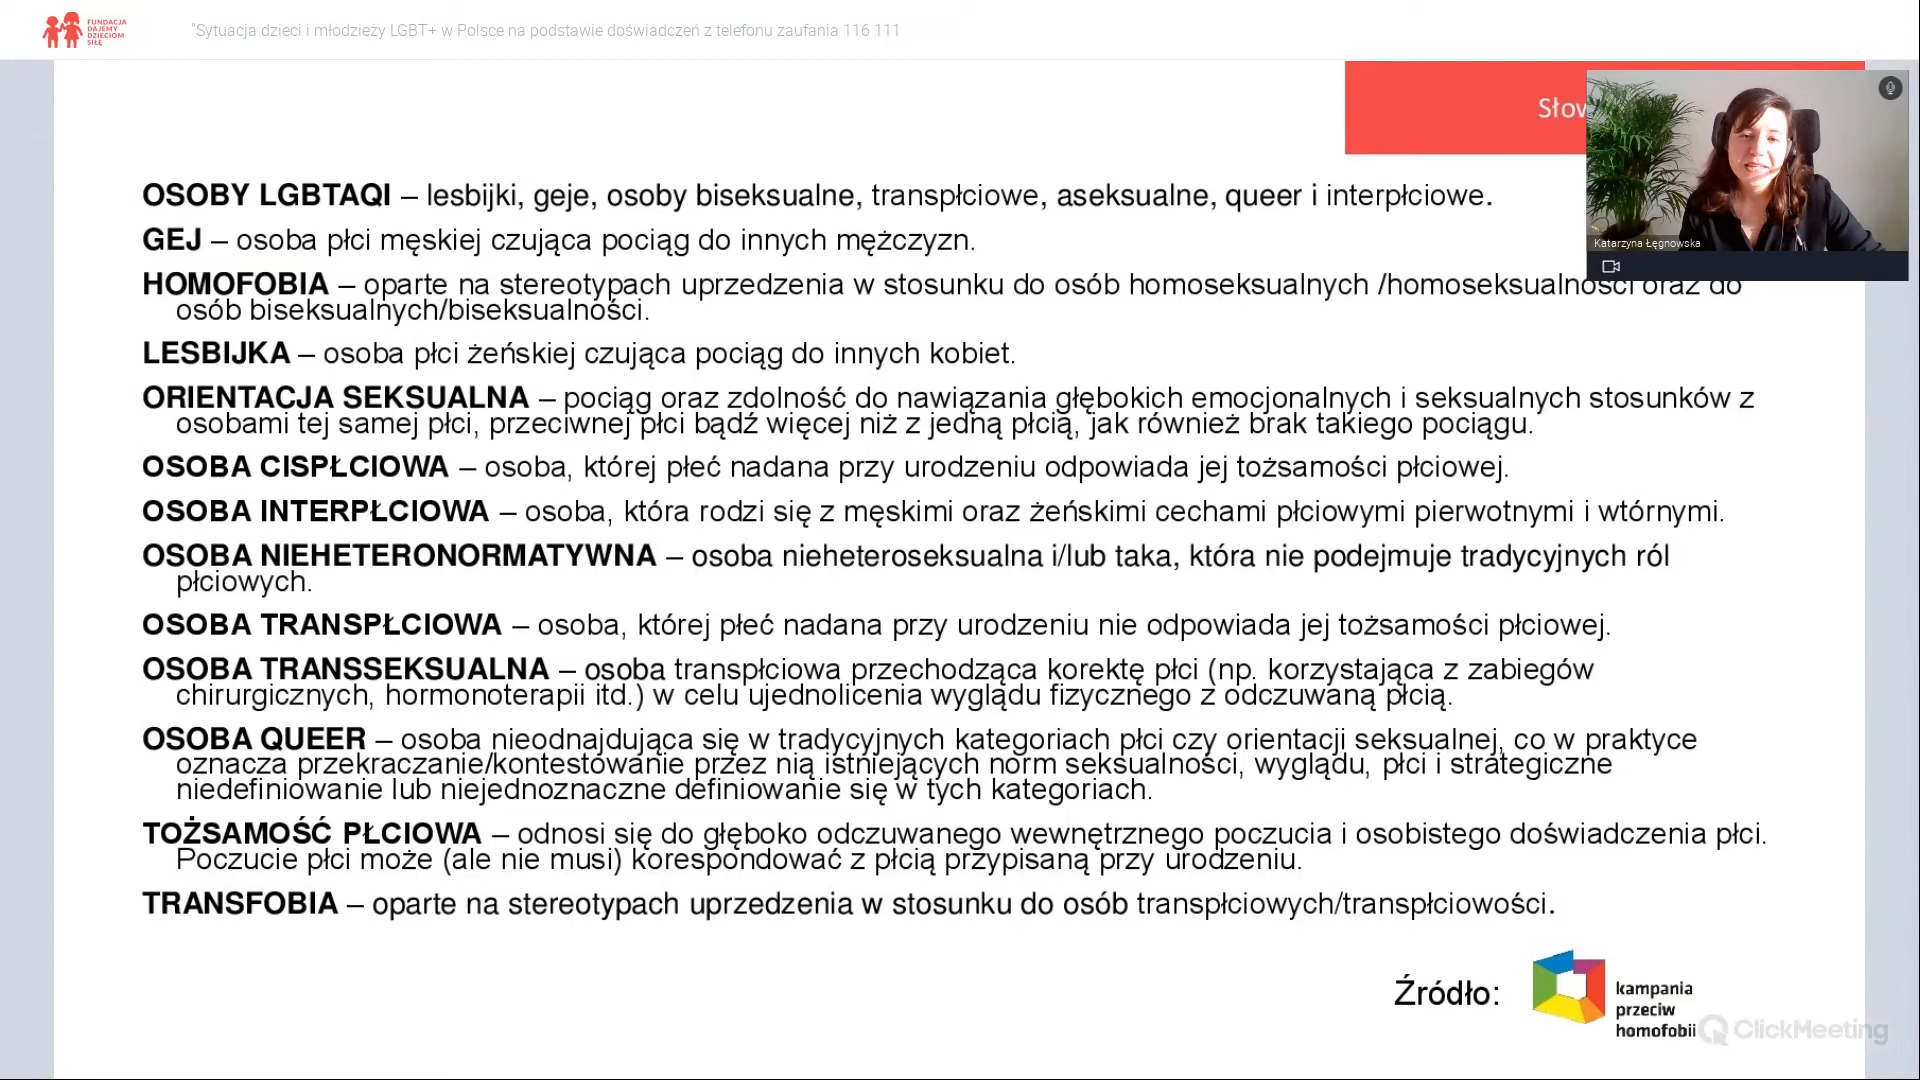 FUNDACJA
DAJEMY
DZIECIOM
SIŁĘ
"Sytuacja dzieci i młodzieży LGBT+ w Polsce na podstawie doświadczeń z telefonu zaufania 116 111
Katarzyna Łęgnowska
OSOBY LGBTAQI – lesbijki, geje, osoby biseksualne, transpłciowe, aseksualne, queer i interpłciowe.
GEJ – osoba płci męskiej czująca pociąg do innych mężczyzn.
HOMOFOBIA – oparte na stereotypach uprzedzenia w stosunku do osób homoseksualnych /homoseksualności oraz do
osób biseksualnych/biseksualności.
LESBIJKA – osoba płci żeńskiej czująca pociąg do innych kobiet.
ORIENTACJA SEKSUALNA – pociąg oraz zdolność do nawiązania głębokich emocjonalnych i seksualnych stosunków z
osobami tej samej płci, przeciwnej płci bądź więcej niż z jedną płcią, jak również brak takiego pociągu.
OSOBA CISPŁCIOWA – osoba, której płeć nadana przy urodzeniu odpowiada jej tożsamości płciowej.
OSOBA INTERPŁCIOWA – osoba, która rodzi się z męskimi oraz żeńskimi cechami płciowymi pierwotnymi i wtórnymi.
OSOBA NIEHETERONORMATYWNA – osoba nieheteroseksualna i/lub taka, która nie podejmuje tradycyjnych ról
płciowych.
OSOBA TRANSPŁCIOWA – osoba, której płeć nadana przy urodzeniu nie odpowiada jej tożsamości płciowej.
OSOBA TRANSSEKSUALNA – osoba transpłciowa przechodząca korektę płci (np. korzystająca z zabiegów
chirurgicznych, hormonoterapii itd.) w celu ujednolicenia wyglądu fizycznego z odczuwaną płcią.
OSOBA QUEER – osoba nieodnajdująca się w tradycyjnych kategoriach płci czy orientacji seksualnej, co w praktyce
oznacza przekraczanie/kontestowanie przez nią istniejących norm seksualności, wyglądu, płci i strategiczne
niedefiniowanie lub niejednoznaczne definiowanie się w tych kategoriach.
TOŻSAMOŚĆ PŁCIOWA – odnosi się do głęboko odczuwanego wewnętrznego poczucia i osobistego doświadczenia płci.
Poczucie płci może (ale nie musi) korespondować z płcią przypisaną przy urodzeniu.
TRANSFOBIA – oparte na stereotypach uprzedzenia w stosunku do osób transpłciowych/transpłciowości.
Źródło:
kampania
przeciw
homofobii
ClickMeeting